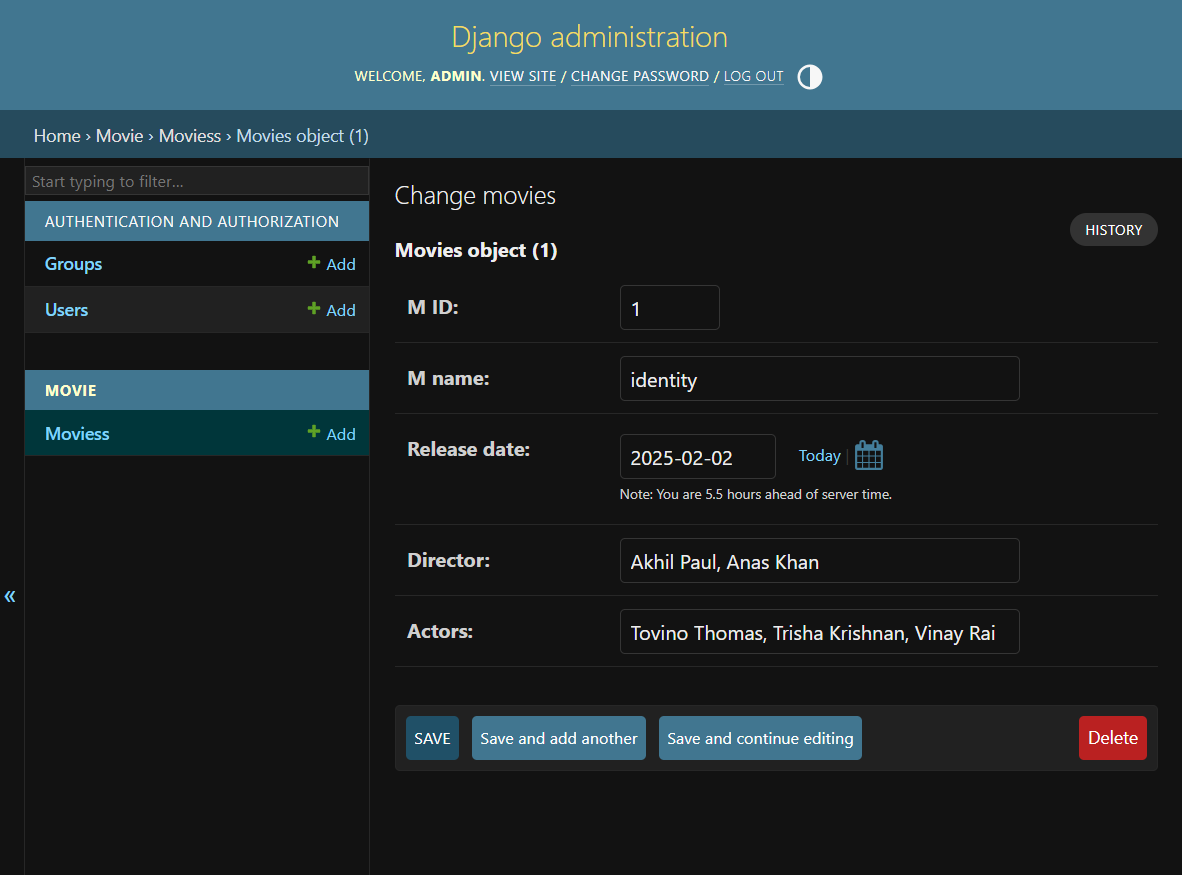 Django administration
WELCOME, ADMIN. VIEW SITE / CHANGE PASSWORD / LOG OUT
Home › Movie › Moviess › Movies object (1)
Start typing to filter...
AUTHENTICATION AND AUTHORIZATION
Groups + Add
Users + Add
MOVIE
Moviess + Add
«
Change movies
HISTORY
Movies object (1)
M ID: 1
M name: identity
Release date: 2025-02-02 Today |
Note: You are 5.5 hours ahead of server time.
Director: Akhil Paul, Anas Khan
Actors: Tovino Thomas, Trisha Krishnan, Vinay Rai
SAVE Save and add another Save and continue editing Delete